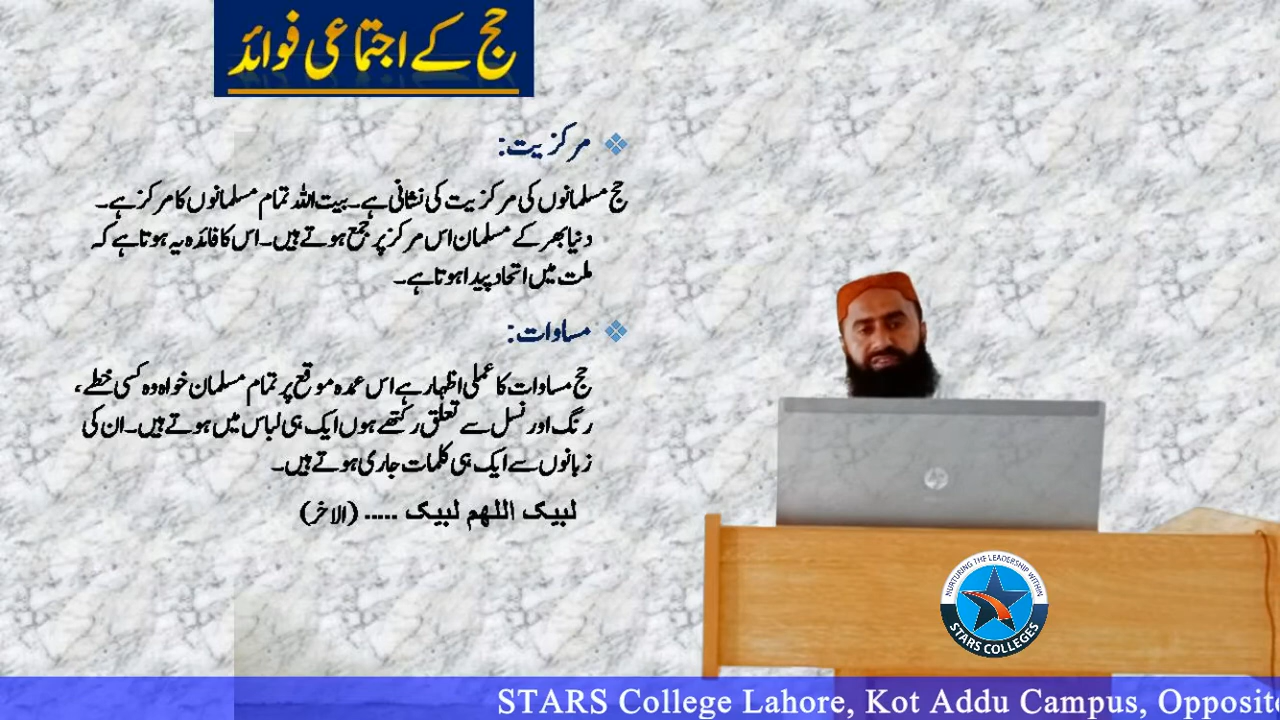 حج کے اجتماعی فوائد
مرکزیت:
حج مسلمانوں کی مرکزیت کی نشانی ہے۔ بیت اللہ تمام مسلمانوں کا مرکز ہے۔
دنیا بھر کے مسلمان اس مرکز پر جمع ہوتے ہیں۔ اس کا فائدہ یہ ہوتا ہے کہ
ملت میں اتحاد پیدا ہوتا ہے۔
مساوات:
حج مساوات کا عملی اظہار ہے اس عمدہ موقع پر تمام مسلمان خواہ وہ کسی خطے،
رنگ اور نسل سے تعلق رکتھے ہوں ایک ہی لباس میں ہوتے ہیں۔ ان کی
زبانوں سے ایک ہی کلمات جاری ہوتے ہیں۔
لبیک اللھم لبیک ..... (الاخر)
NURTURING THE LEADERSHIP WITHIN
STARS COLLEGES
STARS College Lahore, Kot Addu Campus, Opposite